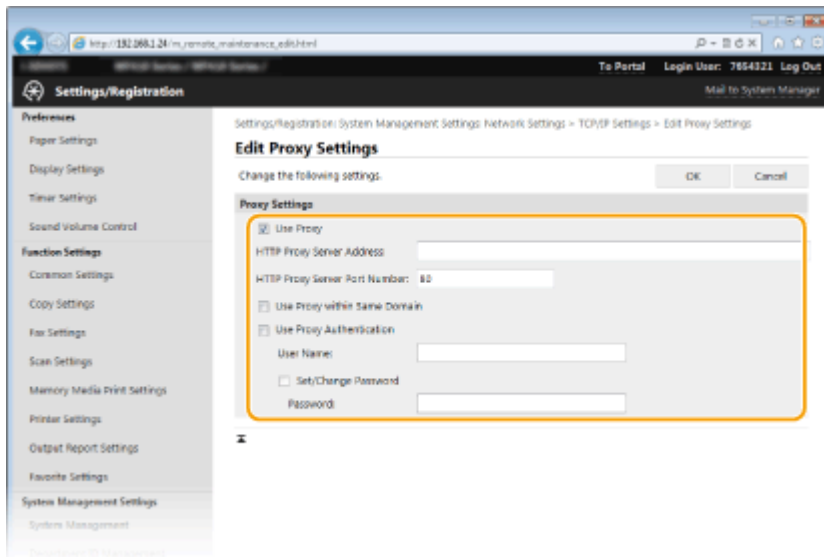 http://192.168.1.24/m_remote_maintenance_edit.html
To Portal Login User: 7654321 Log Out
Settings/Registration
Mail to System Manager
Preferences
Paper Settings
Display Settings
Timer Settings
Sound Volume Control
Function Settings
Common Settings
Copy Settings
Fax Settings
Scan Settings
Memory Media Print Settings
Printer Settings
Output Report Settings
Favorite Settings
System Management Settings
System Management
Department ID Management
Settings/Registration: System Management Settings: Network Settings > TCP/IP Settings > Edit Proxy Settings
Edit Proxy Settings
Change the following settings.
OK
Cancel
Proxy Settings
Use Proxy
HTTP Proxy Server Address:
HTTP Proxy Server Port Number: 80
Use Proxy within Same Domain
Use Proxy Authentication
User Name:
Set/Change Password
Password: